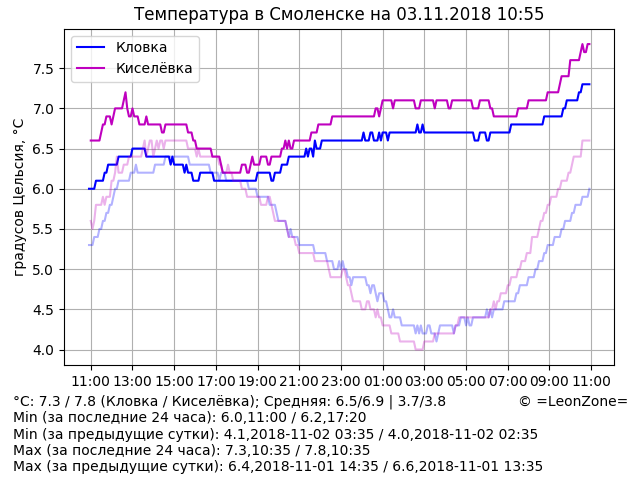 Температура в Смоленске на 03.11.2018 10:55
Кловка
Киселёвка
градусов Цельсия, °C
7.5
7.0
6.5
6.0
5.5
5.0
4.5
4.0
11:00 13:00 15:00 17:00 19:00 21:00 23:00 01:00 03:00 05:00 07:00 09:00 11:00
°C: 7.3 / 7.8 (Кловка / Киселёвка); Средняя: 6.5/6.9 | 3.7/3.8 © =LeonZone=
Min (за последние 24 часа): 6.0,11:00 / 6.2,17:20
Min (за предыдущие сутки): 4.1,2018-11-02 03:35 / 4.0,2018-11-02 02:35
Max (за последние 24 часа): 7.3,10:35 / 7.8,10:35
Max (за предыдущие сутки): 6.4,2018-11-01 14:35 / 6.6,2018-11-01 13:35